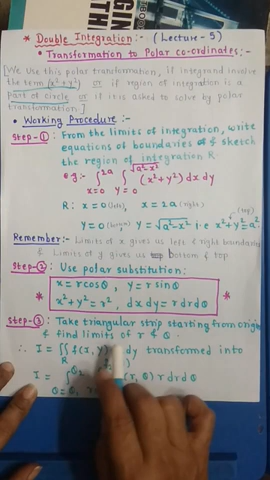 * Double Integration :- (Lecture - 5)
• Transformation to Polar co-ordinates :-
[We Use this polar transformation, If integrand involve
the term (x²+y²) or if region of integration is a
part of circle or if it is asked to solve by polar
transformation]
• Working Procedure :-
Step-① : From the limits of integration, write
equations of boundaries & sketch
the region of integration R.
e.g.- ∫ x=0 2a ∫ y=0 √a²-x² (x²+y²) dx dy
R: x=0 (left), x=2a (right)
y=0 (bottom) y=√a²-x² i.e x²+y²=a² (top)
Remember:- Limits of x gives us left & right boundary
& Limits of y gives us bottom & top
Step-② : Use polar substitution:
x = r cosθ, y = r sinθ
* x²+y²=r², dx dy = r dr dθ *
Step-③ : Take triangular strip starting from origin
& find limits of r & θ.
∴ I = ∫∫ R f(x, y) dy transformed into
I = ∫ (r, θ) r dr dθ